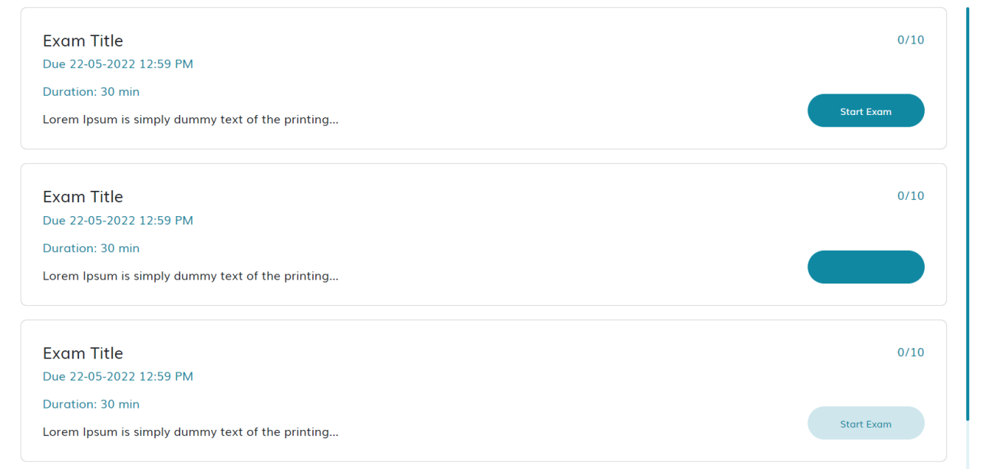 Exam Title
0/10
Due 22-05-2022 12:59 PM
Duration: 30 min
Start Exam
Lorem Ipsum is simply dummy text of the printing...
Exam Title
0/10
Due 22-05-2022 12:59 PM
Duration: 30 min
Lorem Ipsum is simply dummy text of the printing...
Exam Title
0/10
Due 22-05-2022 12:59 PM
Duration: 30 min
Start Exam
Lorem Ipsum is simply dummy text of the printing...